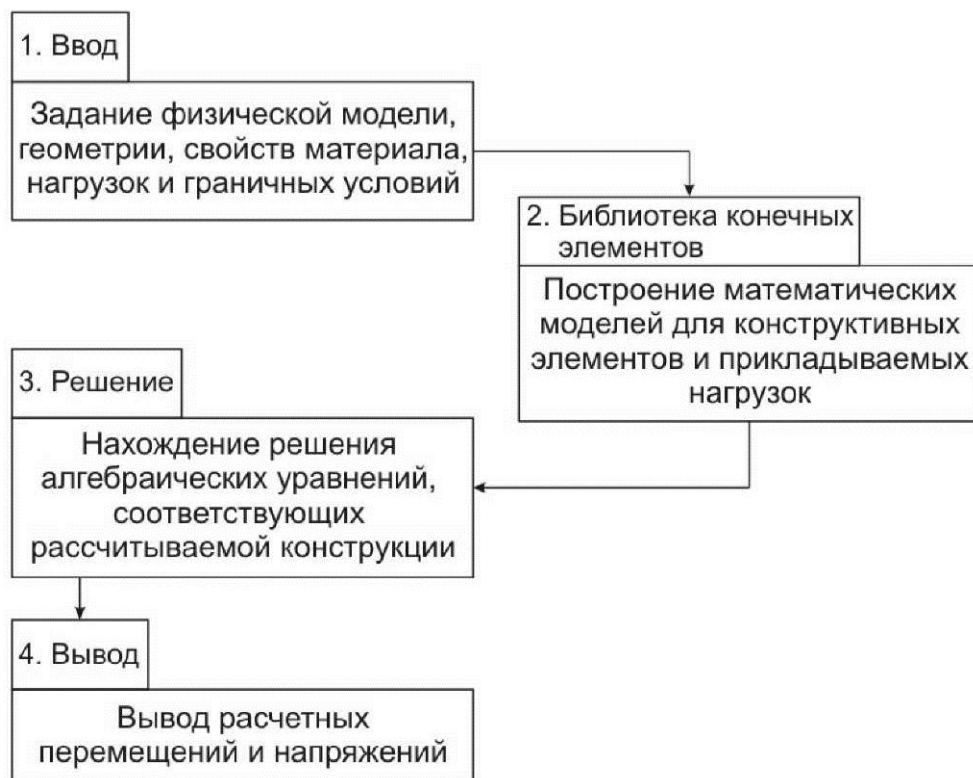 1. Ввод
Задание физической модели,
геометрии, свойств материала,
нагрузок и граничных условий
2. Библиотека конечных
элементов
Построение математических
моделей для конструктивных
элементов и прикладываемых
нагрузок
3. Решение
Нахождение решения
алгебраических уравнений,
соответствующих
рассчитываемой конструкции
4. Вывод
Вывод расчетных
перемещений и напряжений